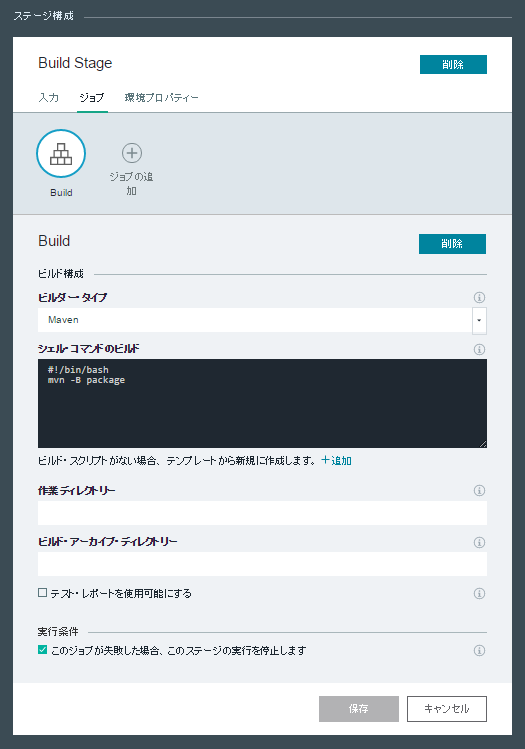 ステージ構成
Build Stage
削除
入力
ジョブ
環境プロパティー
Build
ジョブの追
加
Build
削除
ビルド構成
ビルダー・タイプ
Maven
シェル・コマンドのビルド
#!/bin/bash
mvn -B package
ビルド・スクリプトがない場合、テンプレートから新規に作成します。 +追加
作業ディレクトリー
ビルド・アーカイブ・ディレクトリー
テスト・レポートを使用可能にする
実行条件
このジョブが失敗した場合、このステージの実行を停止します
保存
キャンセル